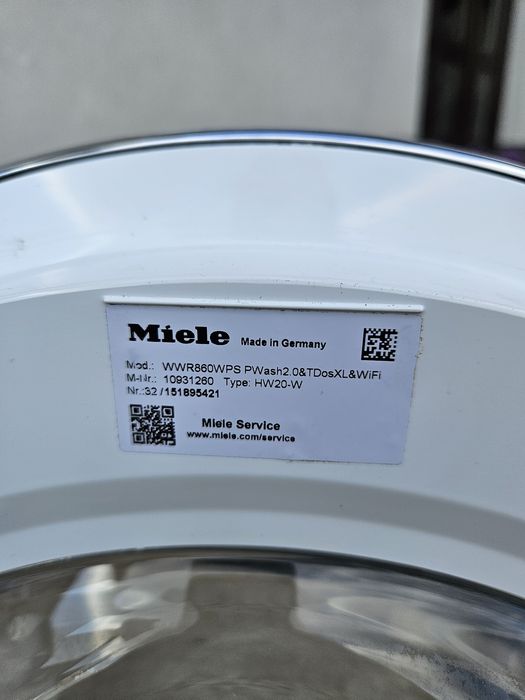 Miele Made in Germany
Mod.: WWR860WPS PWash2.0&TDosXL&WiFi
M-Nr.: 10931260 Type: HW20-W
Nr.:32 /151895421
Miele Service
www.miele.com/service